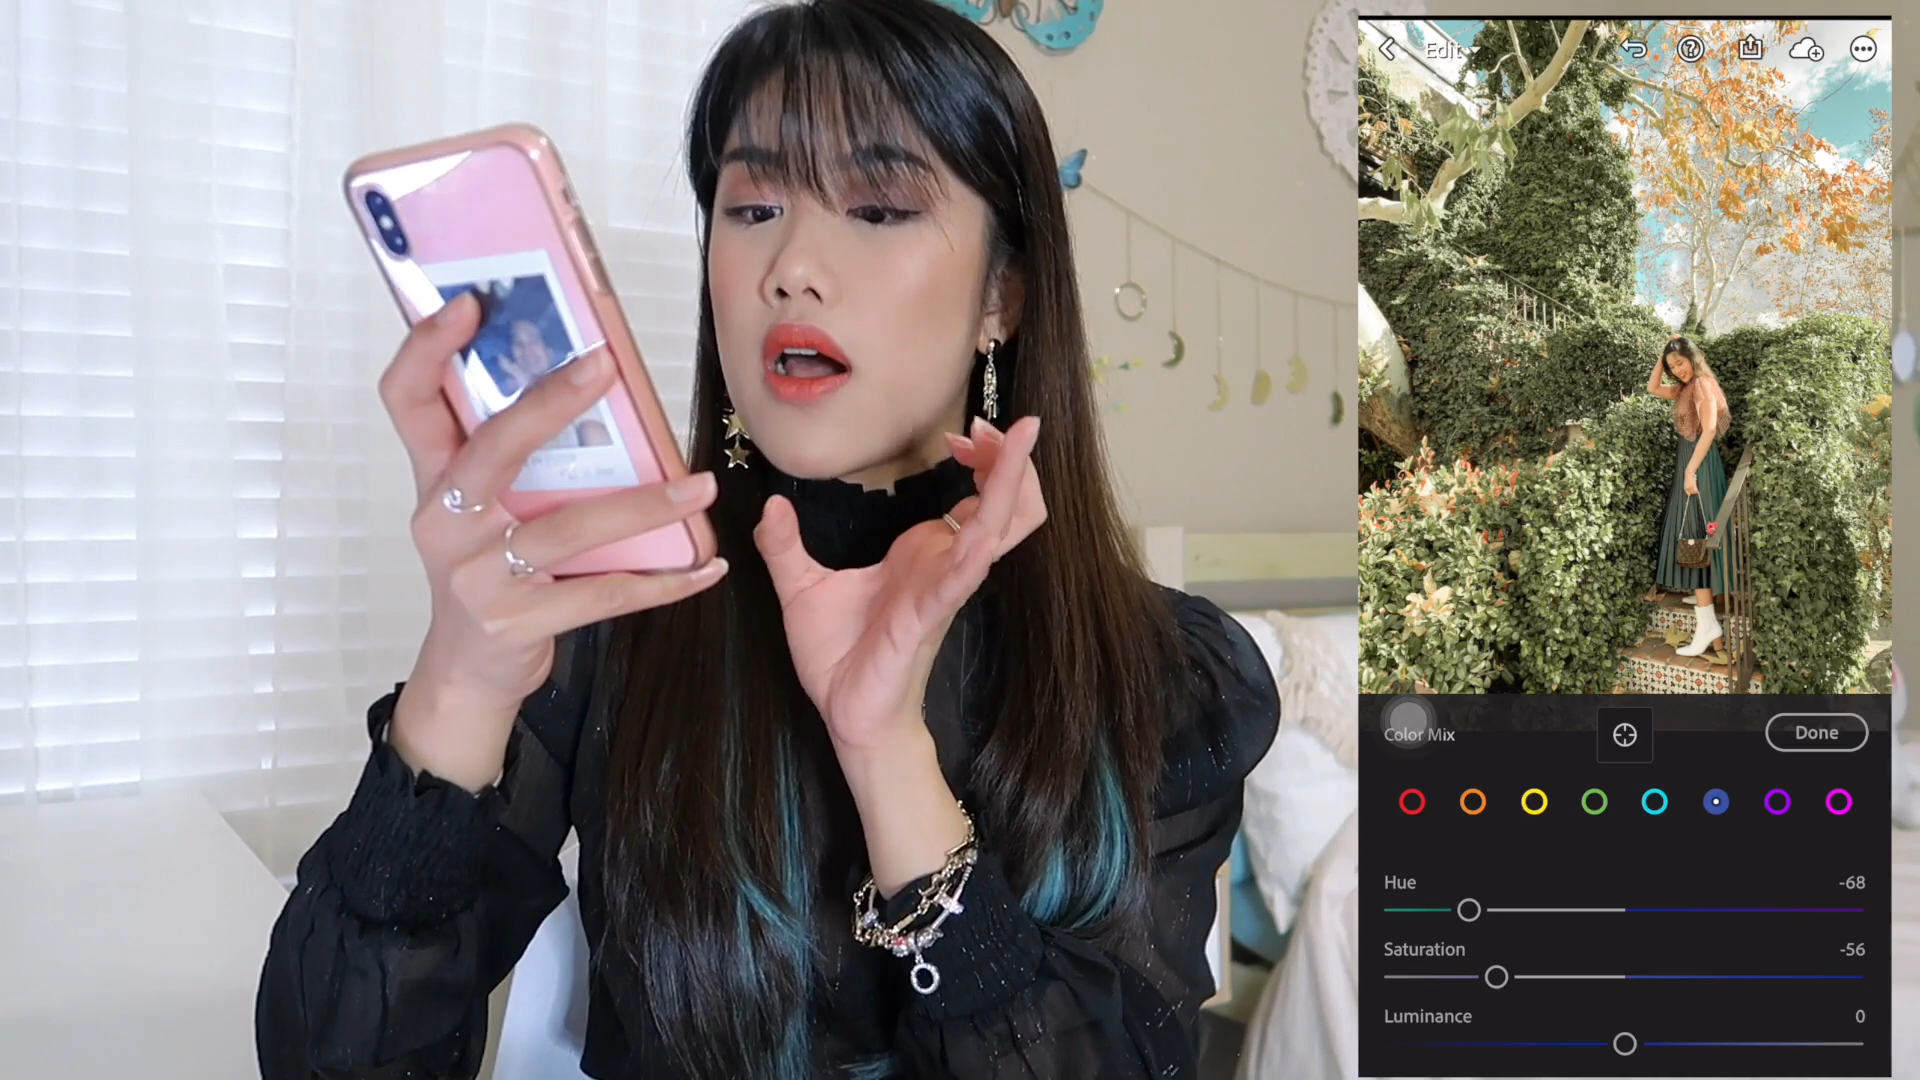 Edit
Color Mix
Done
Hue -68
Saturation -56
Luminance 0